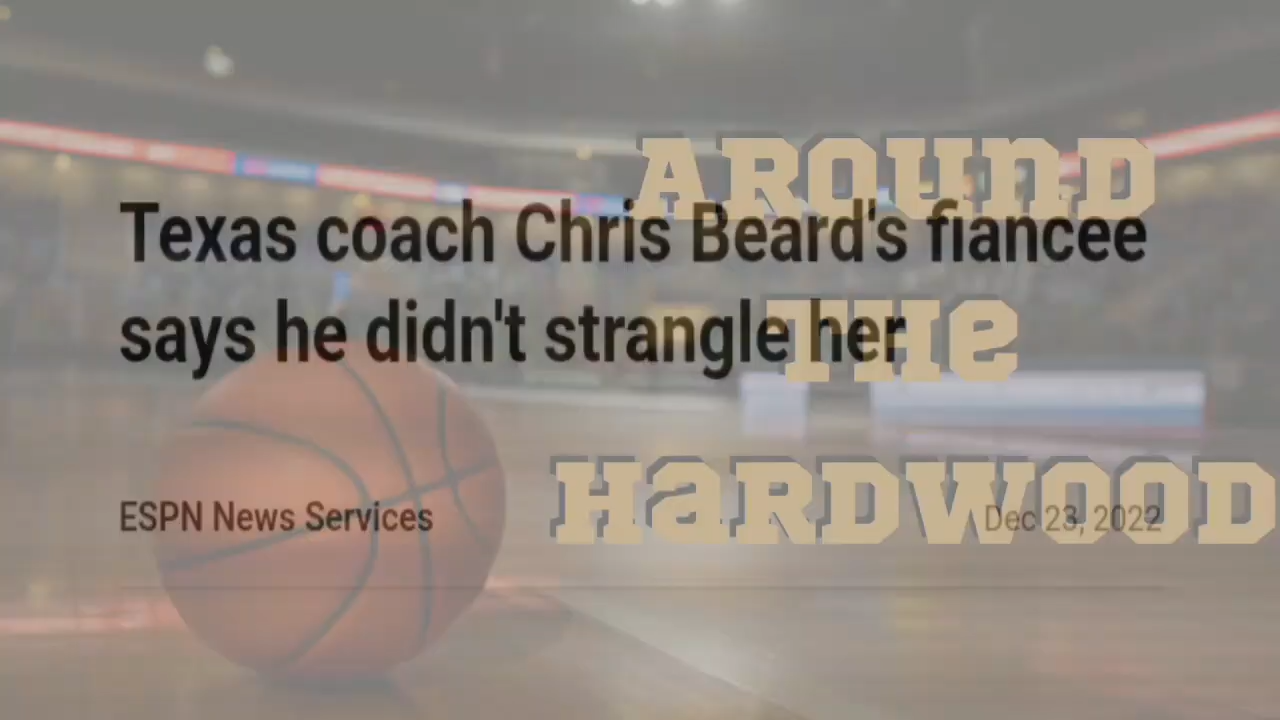 AROUND
Texas coach Chris Beard's fiancee
says he didn't strangle her
THe
HaRDWOOD
ESPN News Services
Dec 23, 2022